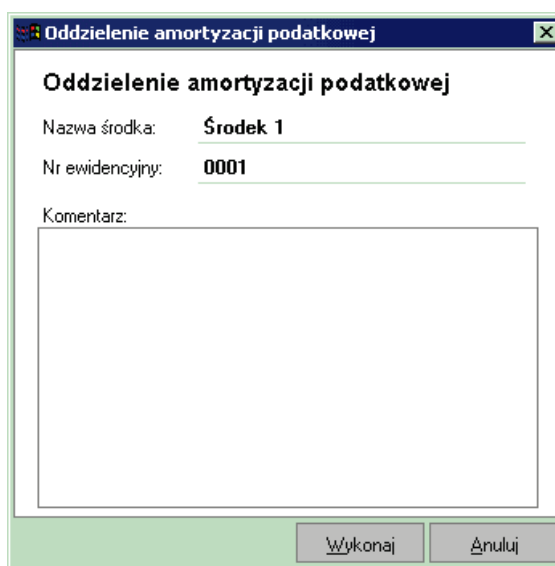 Oddzielenie amortyzacji podatkowej
Oddzielenie amortyzacji podatkowej
Nazwa środka: Środek 1
Nr ewidencyjny: 0001
Komentarz:
Wykonaj Anuluj